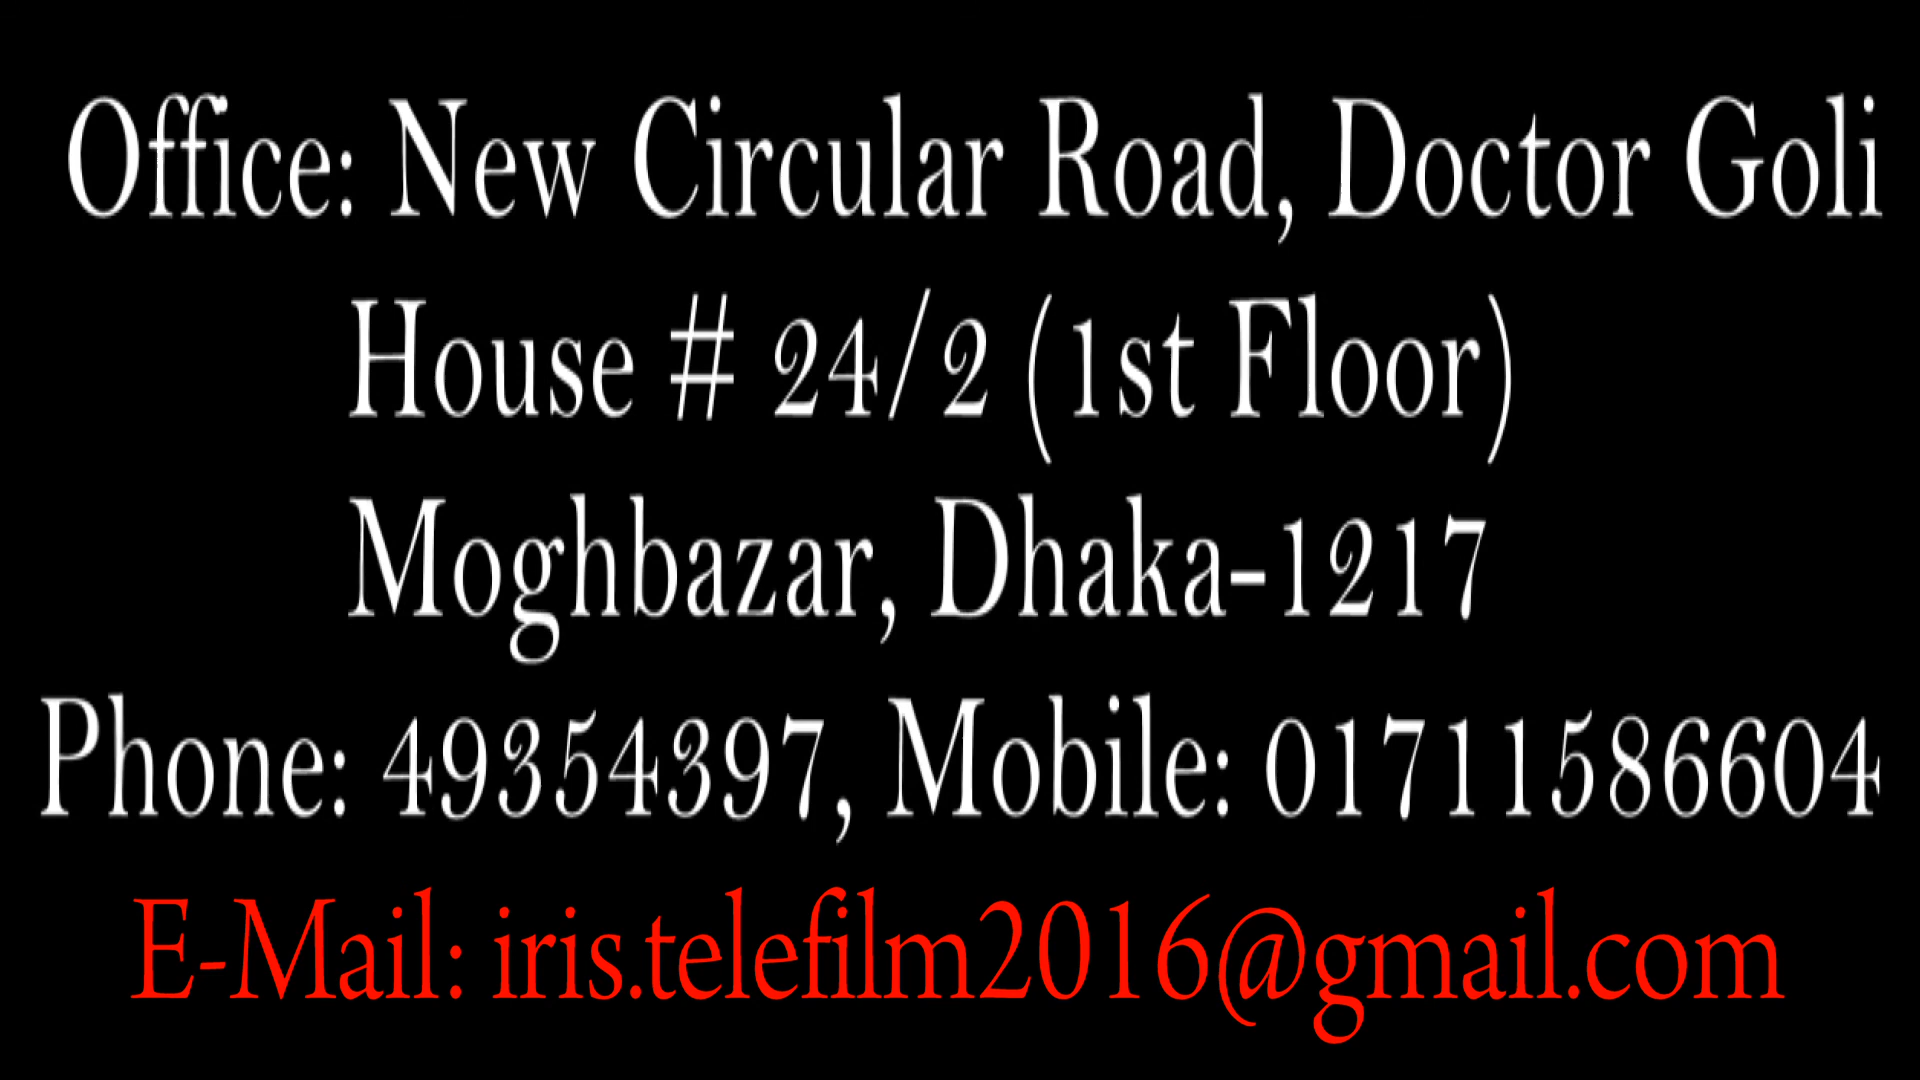 Office: New Circular Road, Doctor Goli
House # 24/2 (1st Floor)
Moghbazar, Dhaka-1217
Phone: 49354397, Mobile: 01711586604
E-Mail: iris.telefilm2016@gmail.com